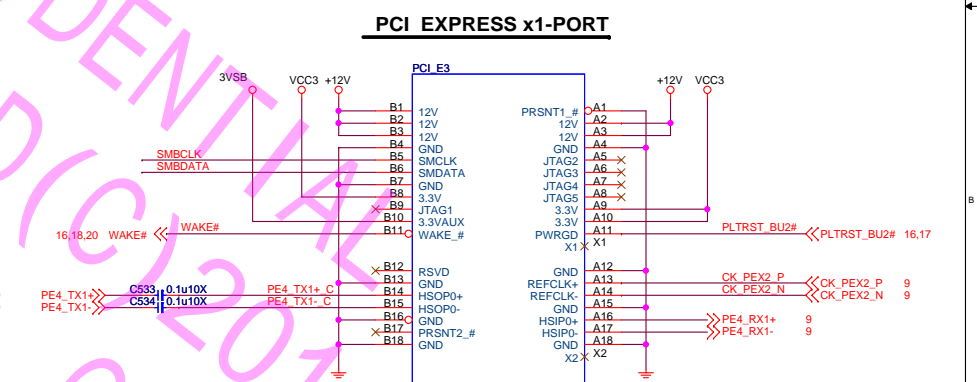 PCI EXPRESS x1-PORT
PCI_E3
3VSB VCC3 +12V
+12V VCC3
B1 12V PRSNT1_# A1
B2 12V 12V A2
B3 12V 12V A3
B4 GND GND A4
SMBCLK B5 SMCLK JTAG2 A5
SMBDATA B6 SMDATA JTAG3 A6
B7 GND JTAG4 A7
B8 3.3V JTAG5 A8
B9 JTAG1 3.3V A9
B10 3.3VAUX 3.3V A10
16,18,20 WAKE# WAKE# B11 WAKE_# PWRGD A11 PLTRST_BU2# PLTRST_BU2# 16,17
X1 X1
B12 RSVD GND A12
B13 GND REFCLK+ A13 CK_PEX2_P CK_PEX2_P 9
PE4_TX1+ C533 0.1u10X PE4_TX1+_C B14 HSOP0+ REFCLK- A14 CK_PEX2_N CK_PEX2_N 9
PE4_TX1- C534 0.1u10X PE4_TX1-_C B15 HSOP0- GND A15
B16 GND HSIP0+ A16 PE4_RX1+ 9
B17 PRSNT2_# HSIP0- A17 PE4_RX1- 9
B18 GND GND A18
X2 X2
B